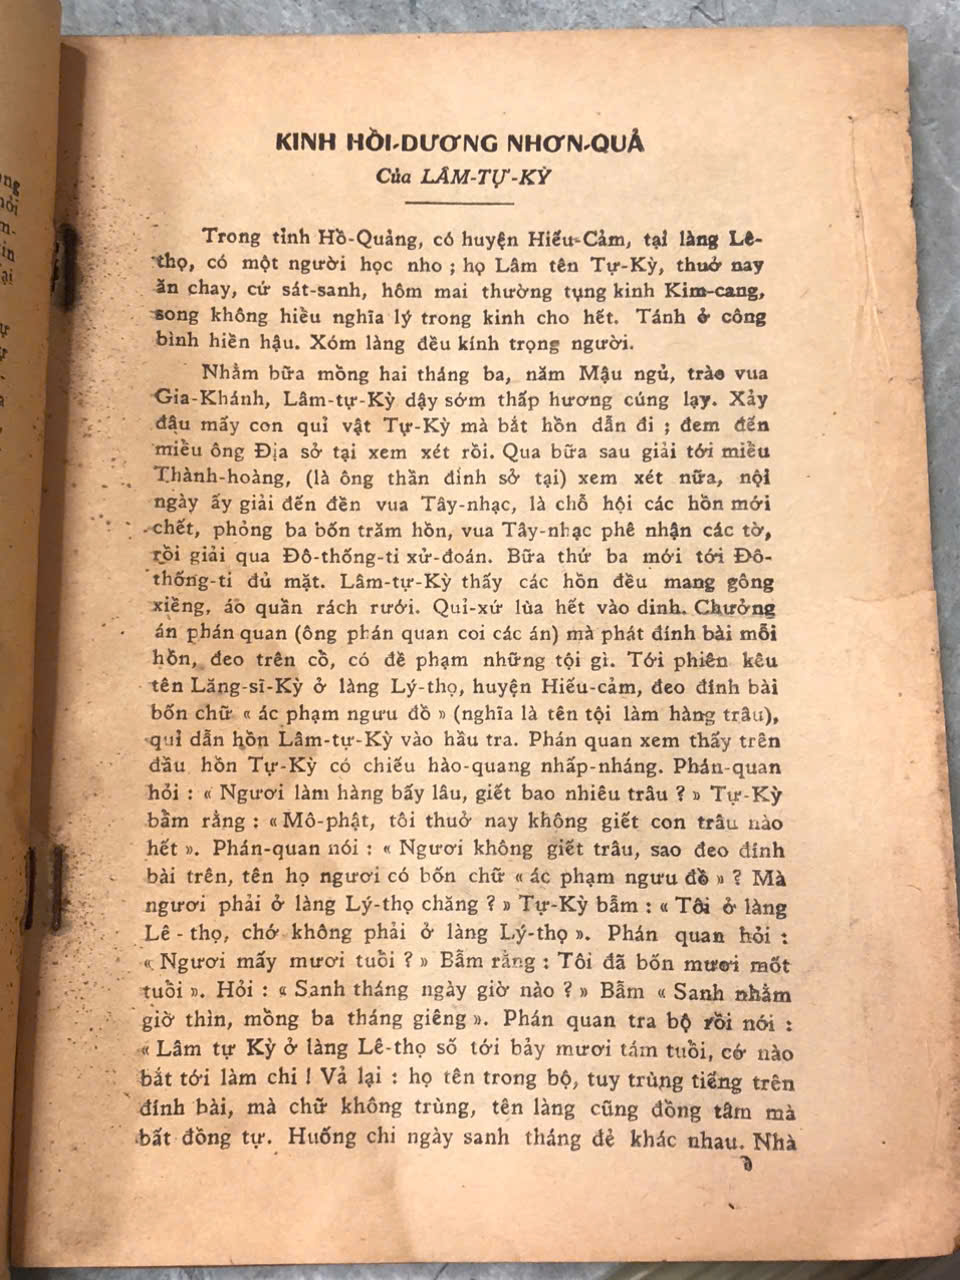 KINH HỒI-DƯƠNG NHƠN-QUẢ
Của LÂM-TỰ-KỲ
Trong tỉnh Hồ-Quảng, có huyện Hiếu-Cảm, tại làng Lê-
thọ, có một người học nho ; họ Lâm tên Tự-Kỳ, thuở nay
ăn chay, cử sát-sanh, hôm mai thường tụng kinh Kim-cang,
song không hiểu nghĩa lý trong kinh cho hết. Tánh ở công
bình hiền hậu. Xóm làng đều kính trọng người.
Nhằm bữa mồng hai tháng ba, năm Mậu ngủ, trào vua
Gia-Khánh, Lâm-tự-Kỳ dậy sớm thắp hương cúng lạy. Xảy
đậu mấy con quỉ vật Tự-Kỳ mà bắt hồn dẫn đi ; đem đến
miễu ông Địa sở tại xem xét rồi. Qua bữa sau giải tới miễu
Thành-hoàng, (là ông thần đình sở tại) xem xét nữa, nội
ngày ấy giải đến đền vua Tây-nhạc, là chỗ hội các hồn mới
chết, phỏng ba bốn trăm hồn, vua Tây-nhạc phê nhận các tờ,
rồi giải qua Đô-thống-ti xử-đoán. Bữa thứ ba mới tới Đô-
thống-ti đủ mặt. Lâm-tự-Kỳ thấy các hồn đều mang gông
xiềng, áo quần rách rưới. Quỉ-xứ lùa hết vào dinh. Chưởng
án phán quan (ông phán quan coi các án) mà phát đính bài mỗi
hồn, đeo trên cổ, có đề phạm những tội gì. Tới phiên kêu
tên Lăng-sĩ-Kỳ ở làng Lý-thọ, huyện Hiếu-cảm, đeo đính bài
bốn chữ « ác phạm ngưu đồ » (nghĩa là tên tội làm hàng trâu),
quỉ dẫn hồn Lâm-tự-Kỳ vào hầu tra. Phán quan xem thấy trên
đầu hồn Tự-Kỳ có chiếu hào-quang nhấp-nháng. Phán-quan
hỏi : « Ngươi làm hàng bấy lâu, giết bao nhiêu trâu ? » Tự-Kỳ
bẩm rằng : « Mô-phật, tôi thuở nay không giết con trâu nào
hết ». Phán-quan nói : « Ngươi không giết trâu, sao đeo đính
bài trên, tên họ ngươi có bốn chữ « ác phạm ngưu đồ » ? Mà
ngươi phải ở làng Lý-thọ chăng ? » Tự-Kỳ bẩm : « Tôi ở làng
Lê - thọ, chớ không phải ở làng Lý-thọ ». Phán quan hỏi :
« Ngươi mấy mươi tuổi ? » Bẩm rằng : Tôi đã bốn mươi mốt
tuổi ». Hỏi : « Sanh tháng ngày giờ nào ? » Bẩm « Sanh nhằm
giờ thìn, mồng ba tháng giêng ». Phán quan tra bộ rồi nói :
« Lâm tự Kỳ ở làng Lê-thọ số tới bảy mươi tám tuổi, cớ nào
bắt tới làm chi ! Vả lại : họ tên trong bộ, tuy trùng tiếng trên
đính bài, mà chữ không trùng, tên làng cũng đồng tâm mà
bất đồng tự. Huống chi ngày sanh tháng đẻ khác nhau. Nhà